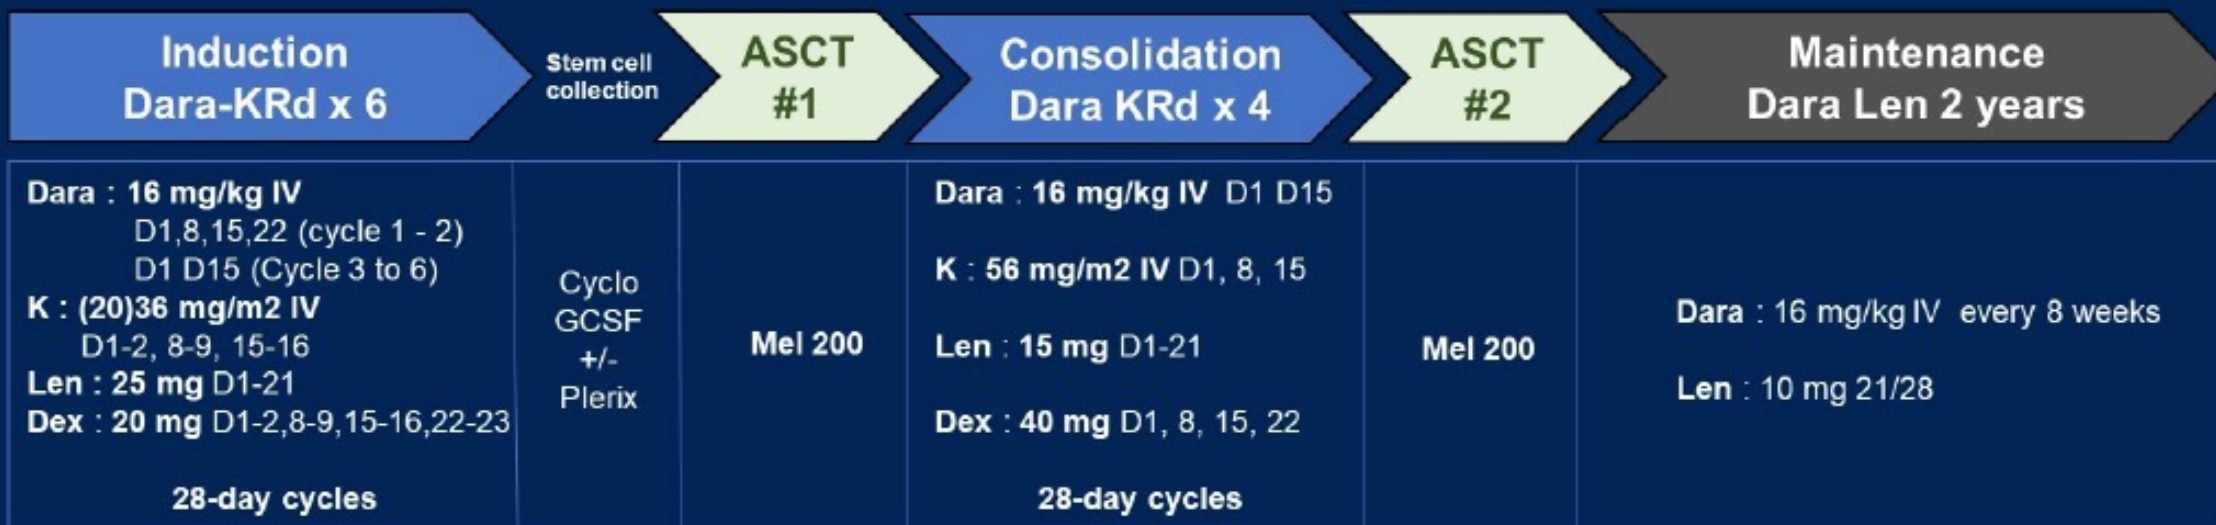 Induction
Dara-KRd x 6
Stem cell
collection
ASCT
#1
Consolidation
Dara KRd x 4
ASCT
#2
Maintenance
Dara Len 2 years
Dara : 16 mg/kg IV
D1,8,15,22 (cycle 1 - 2)
D1 D15 (Cycle 3 to 6)
K : (20)36 mg/m2 IV
D1-2, 8-9, 15-16
Len : 25 mg D1-21
Dex : 20 mg D1-2,8-9,15-16,22-23
28-day cycles
Cyclo
GCSF
+/-
Plerix
Mel 200
Dara : 16 mg/kg IV D1 D15
K : 56 mg/m2 IV D1, 8, 15
Len : 15 mg D1-21
Dex : 40 mg D1, 8, 15, 22
28-day cycles
Mel 200
Dara : 16 mg/kg IV every 8 weeks
Len : 10 mg 21/28